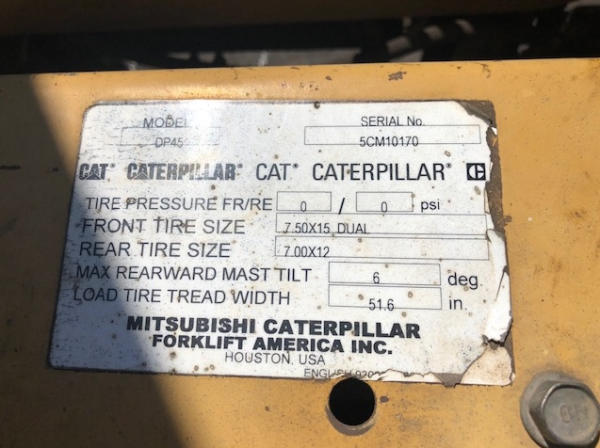 MODEL SERIAL No.
DP45 5CM10170
CAT® CATERPILLAR® CAT® CATERPILLAR®
TIRE PRESSURE FR/RE 0 / 0 psi
FRONT TIRE SIZE 7.50X15 DUAL
REAR TIRE SIZE 7.00X12
MAX REARWARD MAST TILT 6 deg.
LOAD TIRE TREAD WIDTH 51.6 in.
MITSUBISHI CATERPILLAR
FORKLIFT AMERICA INC.
HOUSTON, USA
ENGLISH